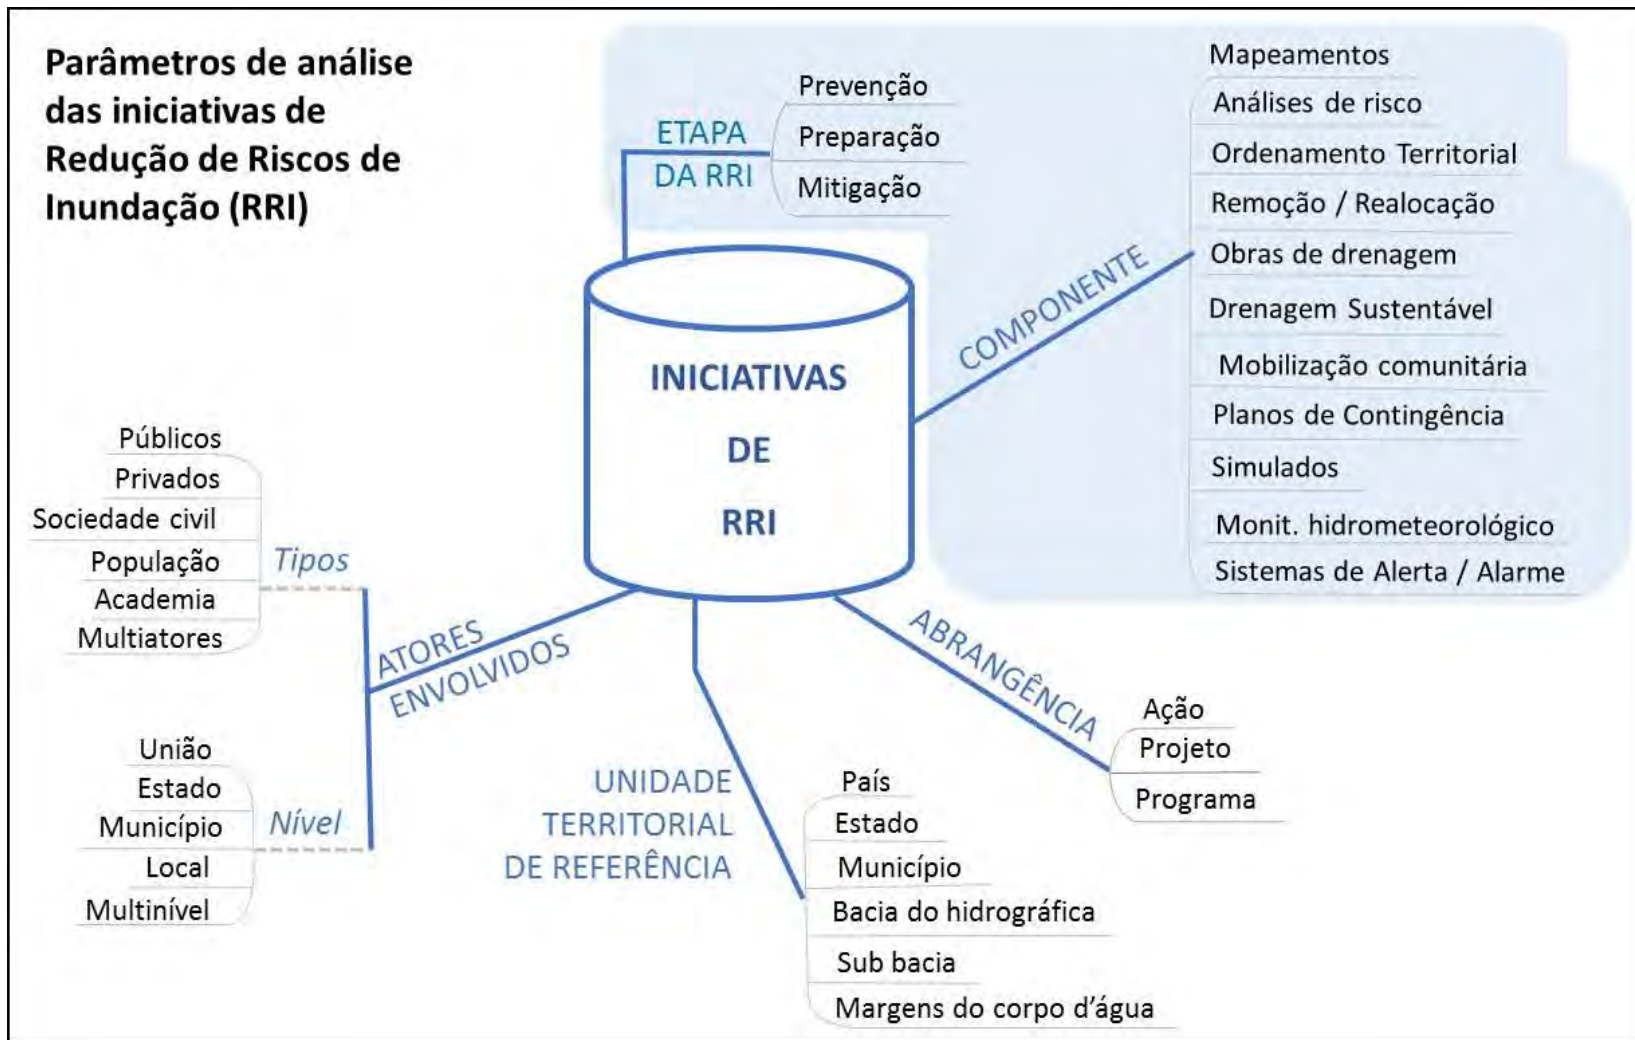 Parâmetros de análise
das iniciativas de
Redução de Riscos de
Inundação (RRI)
ETAPA
DA RRI
Prevenção
Preparação
Mitigação
COMPONENTE
Mapeamentos
Análises de risco
Ordenamento Territorial
Remoção / Realocação
Obras de drenagem
Drenagem Sustentável
Mobilização comunitária
Planos de Contingência
Simulados
Monit. hidrometeorológico
Sistemas de Alerta / Alarme
INICIATIVAS
DE
RRI
Públicos
Privados
Sociedade civil
População
Academia
Multiatores
Tipos
ATORES
ENVOLVIDOS
União
Estado
Município
Local
Multinível
Nível
UNIDADE
TERRITORIAL
DE REFERÊNCIA
País
Estado
Município
Bacia do hidrográfica
Sub bacia
Margens do corpo d'água
ABRANGÊNCIA
Ação
Projeto
Programa